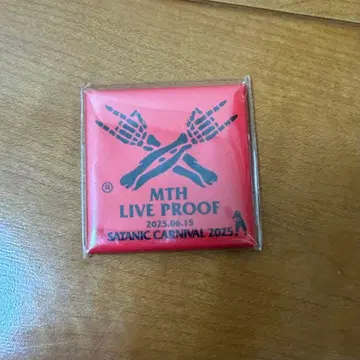 ®
MTH
LIVE PROOF
2025.06.15
SATANIC CARNIVAL 2025